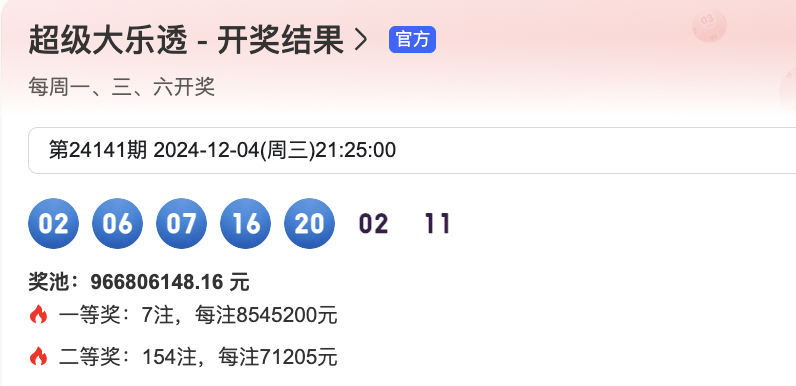 超级大乐透 - 开奖结果 > 官方
每周一、三、六开奖
第24141期 2024-12-04(周三)21:25:00
02 06 07 16 20 02 11
奖池：966806148.16 元
一等奖：7注，每注8545200元
二等奖：154注，每注71205元